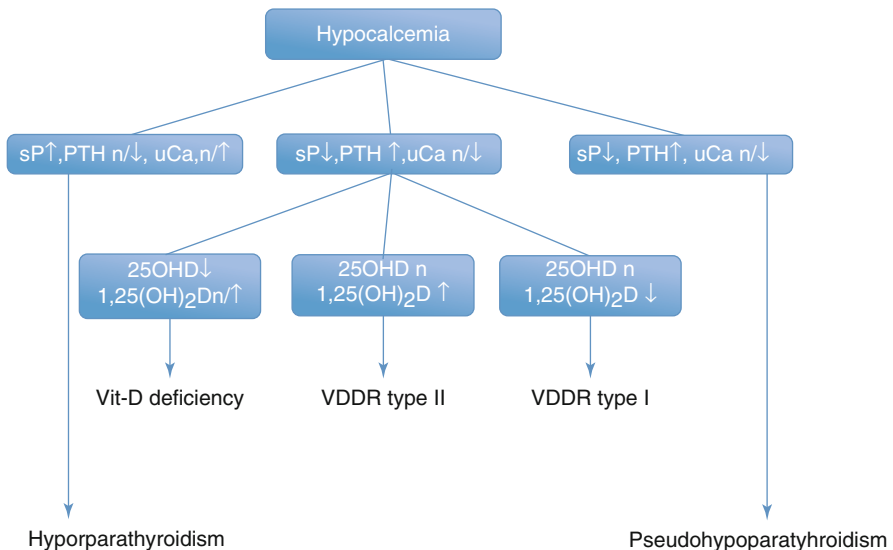 Hypocalcemia
sP↑,PTH n/↓, uCa,n/↑
sP↓,PTH ↑,uCa n/↓
sP↓, PTH↑, uCa n/↓
25OHD↓
1,25(OH)₂Dn/↑
25OHD n
1,25(OH)₂D ↑
25OHD n
1,25(OH)₂D ↓
Vit-D deficiency
VDDR type II
VDDR type I
Hyporparathyroidism
Pseudohypoparatyhroidism